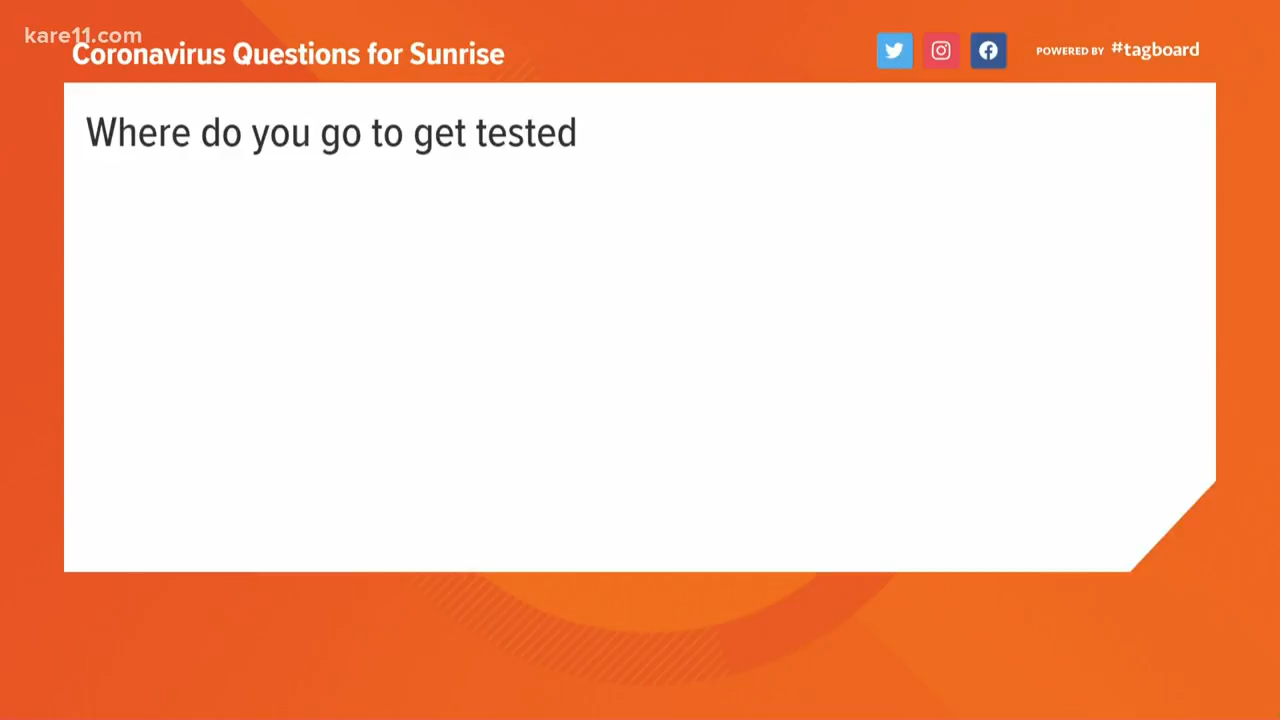 kare11.com
Coronavirus Questions for Sunrise
POWERED BY #tagboard
Where do you go to get tested